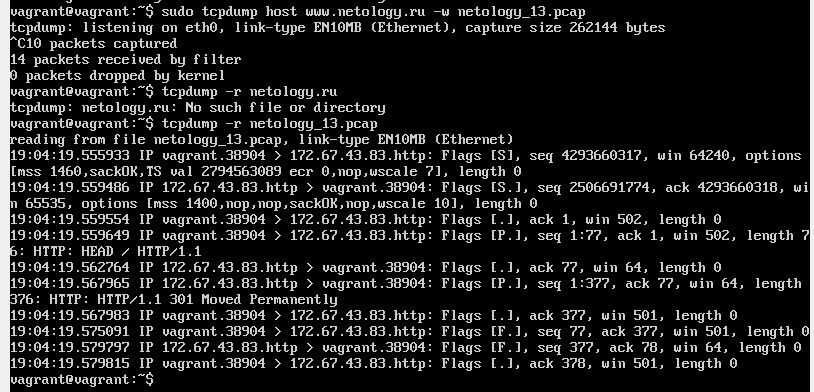 vagrant@vagrant:~$ sudo tcpdump host www.netology.ru -w netology_13.pcap
tcpdump: listening on eth0, link-type EN10MB (Ethernet), capture size 262144 bytes
^C10 packets captured
14 packets received by filter
0 packets dropped by kernel
vagrant@vagrant:~$ tcpdump -r netology.ru
tcpdump: netology.ru: No such file or directory
vagrant@vagrant:~$ tcpdump -r netology_13.pcap
reading from file netology_13.pcap, link-type EN10MB (Ethernet)
19:04:19.555933 IP vagrant.38904 > 172.67.43.83.http: Flags [S], seq 4293660317, win 64240, options
[mss 1460,sackOK,TS val 2794563089 ecr 0,nop,wscale 7], length 0
19:04:19.559486 IP 172.67.43.83.http > vagrant.38904: Flags [S.], seq 2506691774, ack 4293660318, wi
n 65535, options [mss 1400,nop,nop,sackOK,nop,wscale 10], length 0
19:04:19.559554 IP vagrant.38904 > 172.67.43.83.http: Flags [.], ack 1, win 502, length 0
19:04:19.559649 IP vagrant.38904 > 172.67.43.83.http: Flags [P.], seq 1:77, ack 1, win 502, length 7
6: HTTP: HEAD / HTTP/1.1
19:04:19.562764 IP 172.67.43.83.http > vagrant.38904: Flags [.], ack 77, win 64, length 0
19:04:19.567965 IP 172.67.43.83.http > vagrant.38904: Flags [P.], seq 1:377, ack 77, win 64, length
376: HTTP: HTTP/1.1 301 Moved Permanently
19:04:19.567983 IP vagrant.38904 > 172.67.43.83.http: Flags [.], ack 377, win 501, length 0
19:04:19.575091 IP vagrant.38904 > 172.67.43.83.http: Flags [F.], seq 77, ack 377, win 501, length 0
19:04:19.579797 IP 172.67.43.83.http > vagrant.38904: Flags [F.], seq 377, ack 78, win 64, length 0
19:04:19.579815 IP vagrant.38904 > 172.67.43.83.http: Flags [.], ack 378, win 501, length 0
vagrant@vagrant:~$